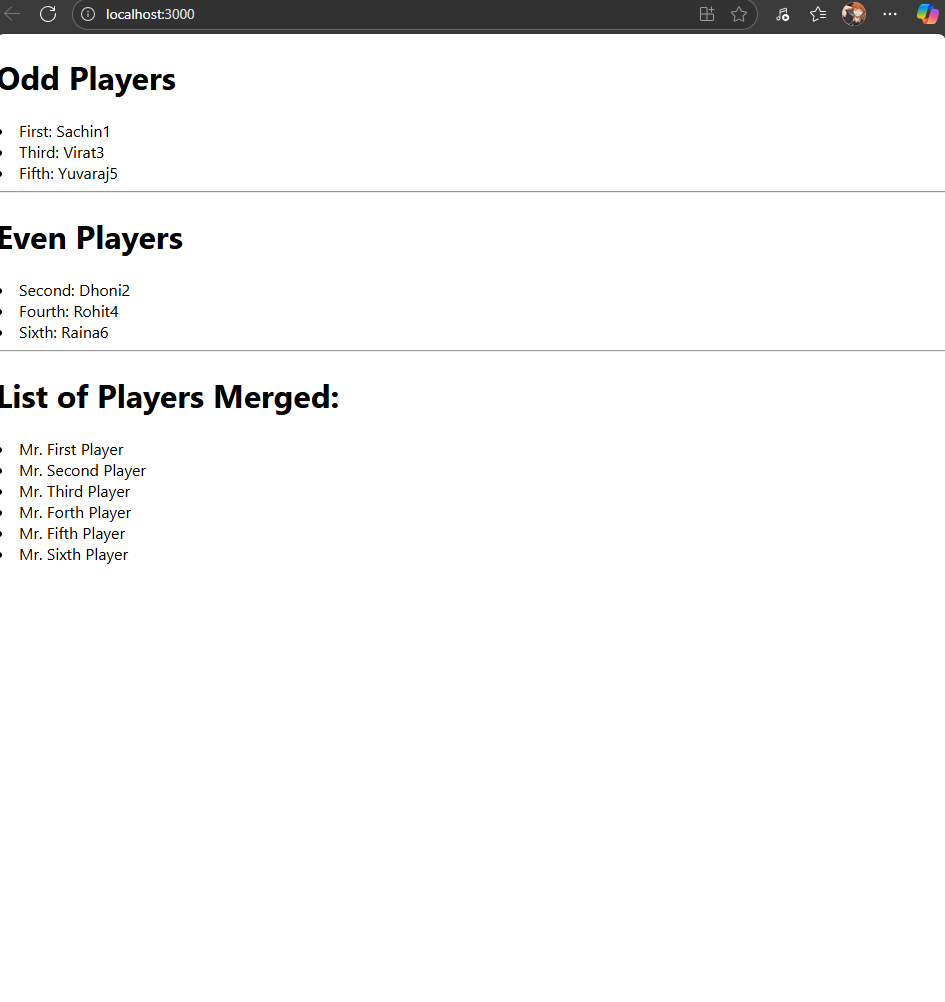 localhost:3000
Odd Players
First: Sachin1
Third: Virat3
Fifth: Yuvaraj5
Even Players
Second: Dhoni2
Fourth: Rohit4
Sixth: Raina6
List of Players Merged:
Mr. First Player
Mr. Second Player
Mr. Third Player
Mr. Forth Player
Mr. Fifth Player
Mr. Sixth Player